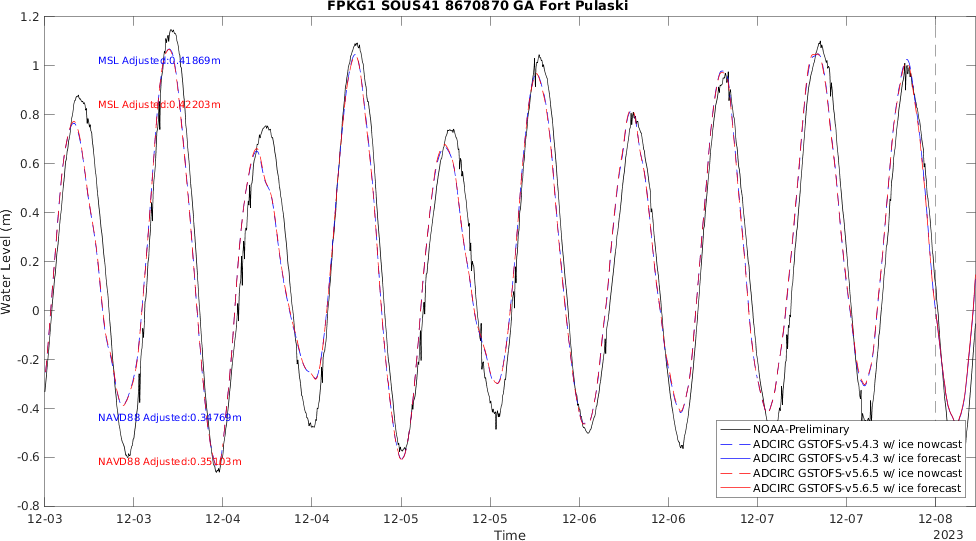 FPKG1 SOUS41 8670870 GA Fort Pulaski
1.2
1
0.8
0.6
0.4
0.2
0
-0.2
-0.4
-0.6
-0.8
Water Level (m)
MSL Adjusted:0.41869m
MSL Adjusted:0.42203m
NAVD88 Adjusted:0.34769m
NAVD88 Adjusted:0.35103m
NOAA-Preliminary
ADCIRC GSTOFS-v5.4.3 w/ ice nowcast
ADCIRC GSTOFS-v5.4.3 w/ ice forecast
ADCIRC GSTOFS-v5.6.5 w/ ice nowcast
ADCIRC GSTOFS-v5.6.5 w/ ice forecast
12-03 12-03 12-04 12-04 12-05 12-05 12-06 12-06 12-07 12-07 12-08
Time
2023